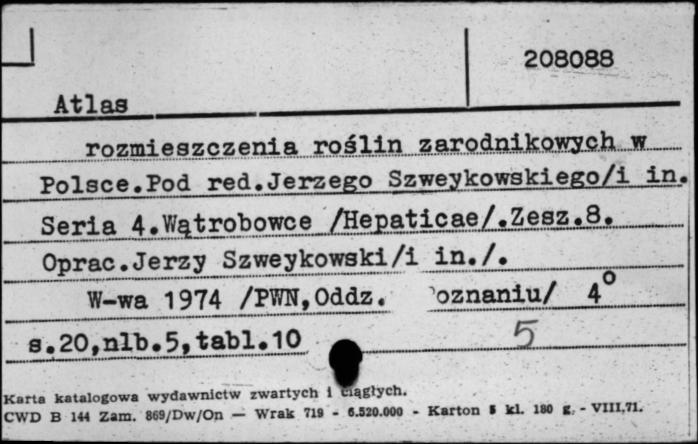 208088
Atlas
rozmieszczenia roślin zarodnikowych w
Polsce.Pod red.Jerzego Szweykowskiego/i in.
Seria 4.Wątrobowce /Hepaticae/.Zesz.8.
Oprac.Jerzy Szweykowski/i in./.
W-wa 1974 /PWN,Oddz. oznaniu/ 4°
s.20,nlb.5,tabl.10 5
Karta katalogowa wydawnictw zwartych i ciągłych.
CWD B 144 Zam. 869/Dw/On — Wrak 719 - 6.520.000 - Karton kl. 180 g. - VIII,71.